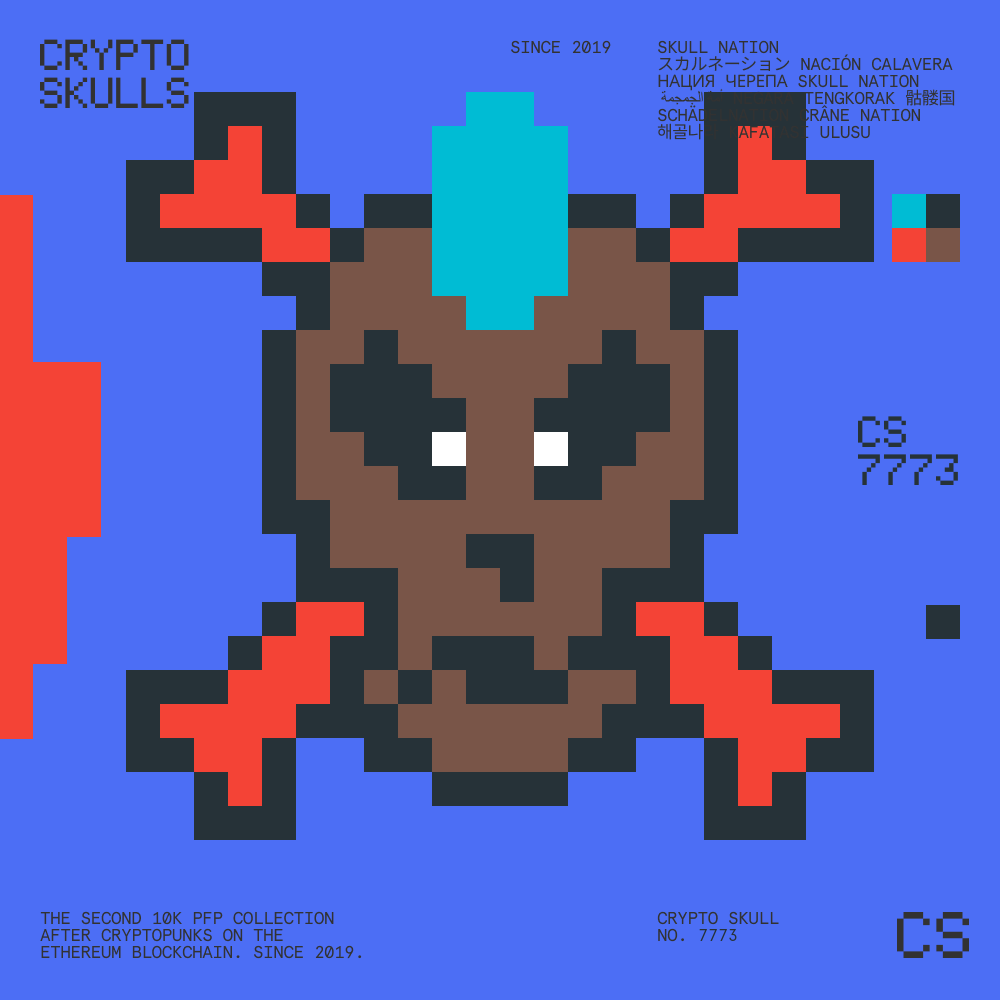 CRYPTO
SKULLS
SINCE 2019
SKULL NATION
スカルネーション NACIÓN CALAVERA
НАЦИЯ ЧЕРЕПА SKULL NATION
TENGKORAK 骷髅国
CRÂNE NATION
ULUSU
CS
7773
THE SECOND 10K PFP COLLECTION
AFTER CRYPTOPUNKS ON THE
ETHEREUM BLOCKCHAIN. SINCE 2019.
CRYPTO SKULL
NO. 7773
CS